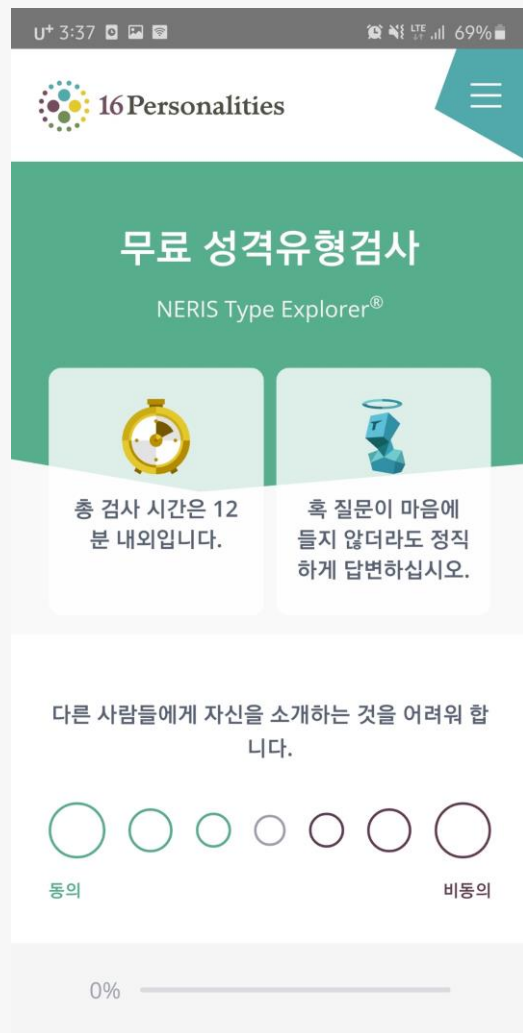 U⁺ 3:37 LTE 69%
16Personalities
무료 성격유형검사
NERIS Type Explorer®
총 검사 시간은 12
분 내외입니다.
T
혹 질문이 마음에
들지 않더라도 정직
하게 답변하십시오.
다른 사람들에게 자신을 소개하는 것을 어려워 합
니다.
동의 비동의
0%